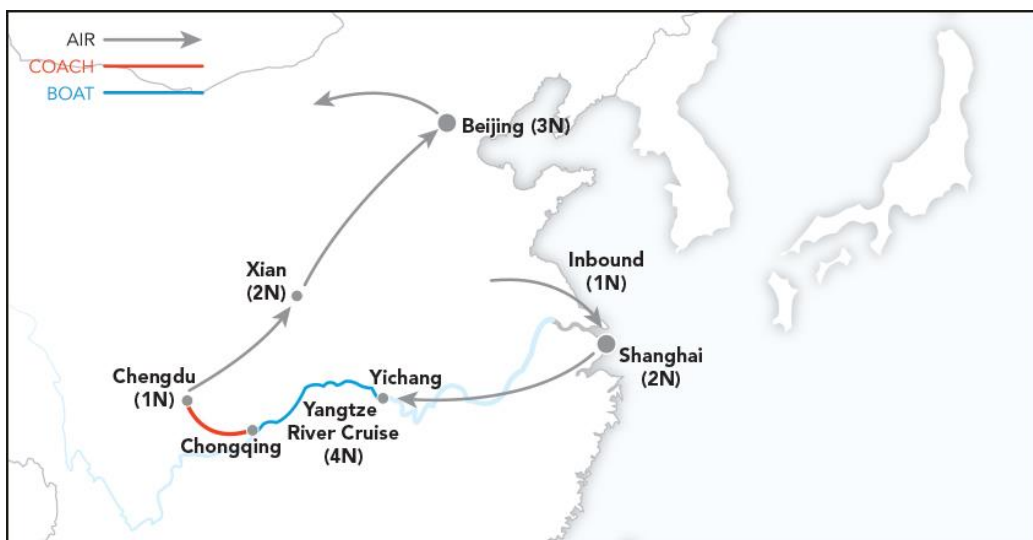 AIR
COACH
BOAT
Beijing (3N)
Xian
(2N)
Inbound
(1N)
Shanghai
(2N)
Chengdu
(1N)
Yichang
Yangtze
River Cruise
(4N)
Chongqing